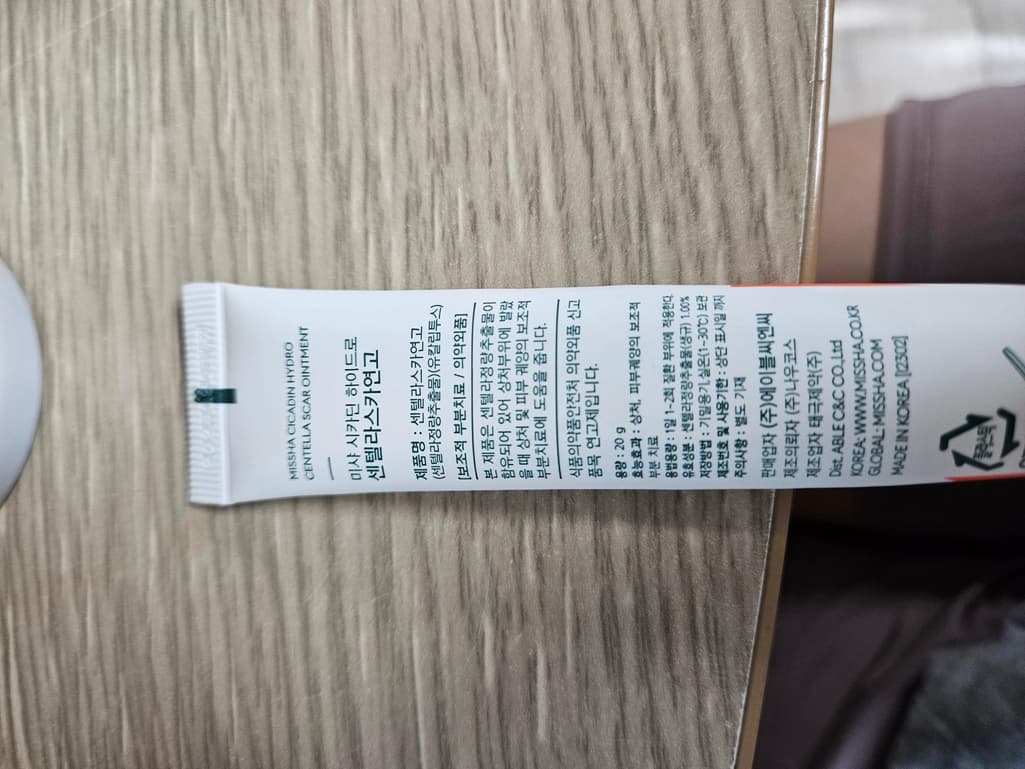 MISSHA CICADIN HYDRO
CENTELLA SCAR OINTMENT
미샤 시카딘 하이드로
센텔라스카연고
제품명 : 센텔라스카연고
(센텔라정량추출물(유칼립투스)
[보조적 부분치료 / 의약외품]
본 제품은 센텔라정량추출물이
함유되어 있어 상처부위에 발랐
을 때 상처 및 피부 궤양의 보조적
부분치료에 도움을 줍니다.
식품의약품안전처 의약외품 신고
품목 연고제입니다.
용량 : 20 g
효능효과 : 상처, 피부궤양의 보조적
부분 치료
용법용량 : 1일 1~2회 질환 부위에 적용한다.
유효성분 : 센텔라정량추출물(생규) 1.00%
저장방법 : 기밀용기,실온(1~30℃) 보관
제조번호 및 사용기한 : 상단 표시일 까지
주의사항 : 별도 기재
판매업자 (주)에이블씨엔씨
제조의뢰자 (주)나우코스
제조업자 태극제약(주)
Dist. ABLE C&C CO.,Ltd
KOREA: WWW.MISSHA.CO.KR
GLOBAL: MISSHA.COM
MADE IN KOREA [2302]